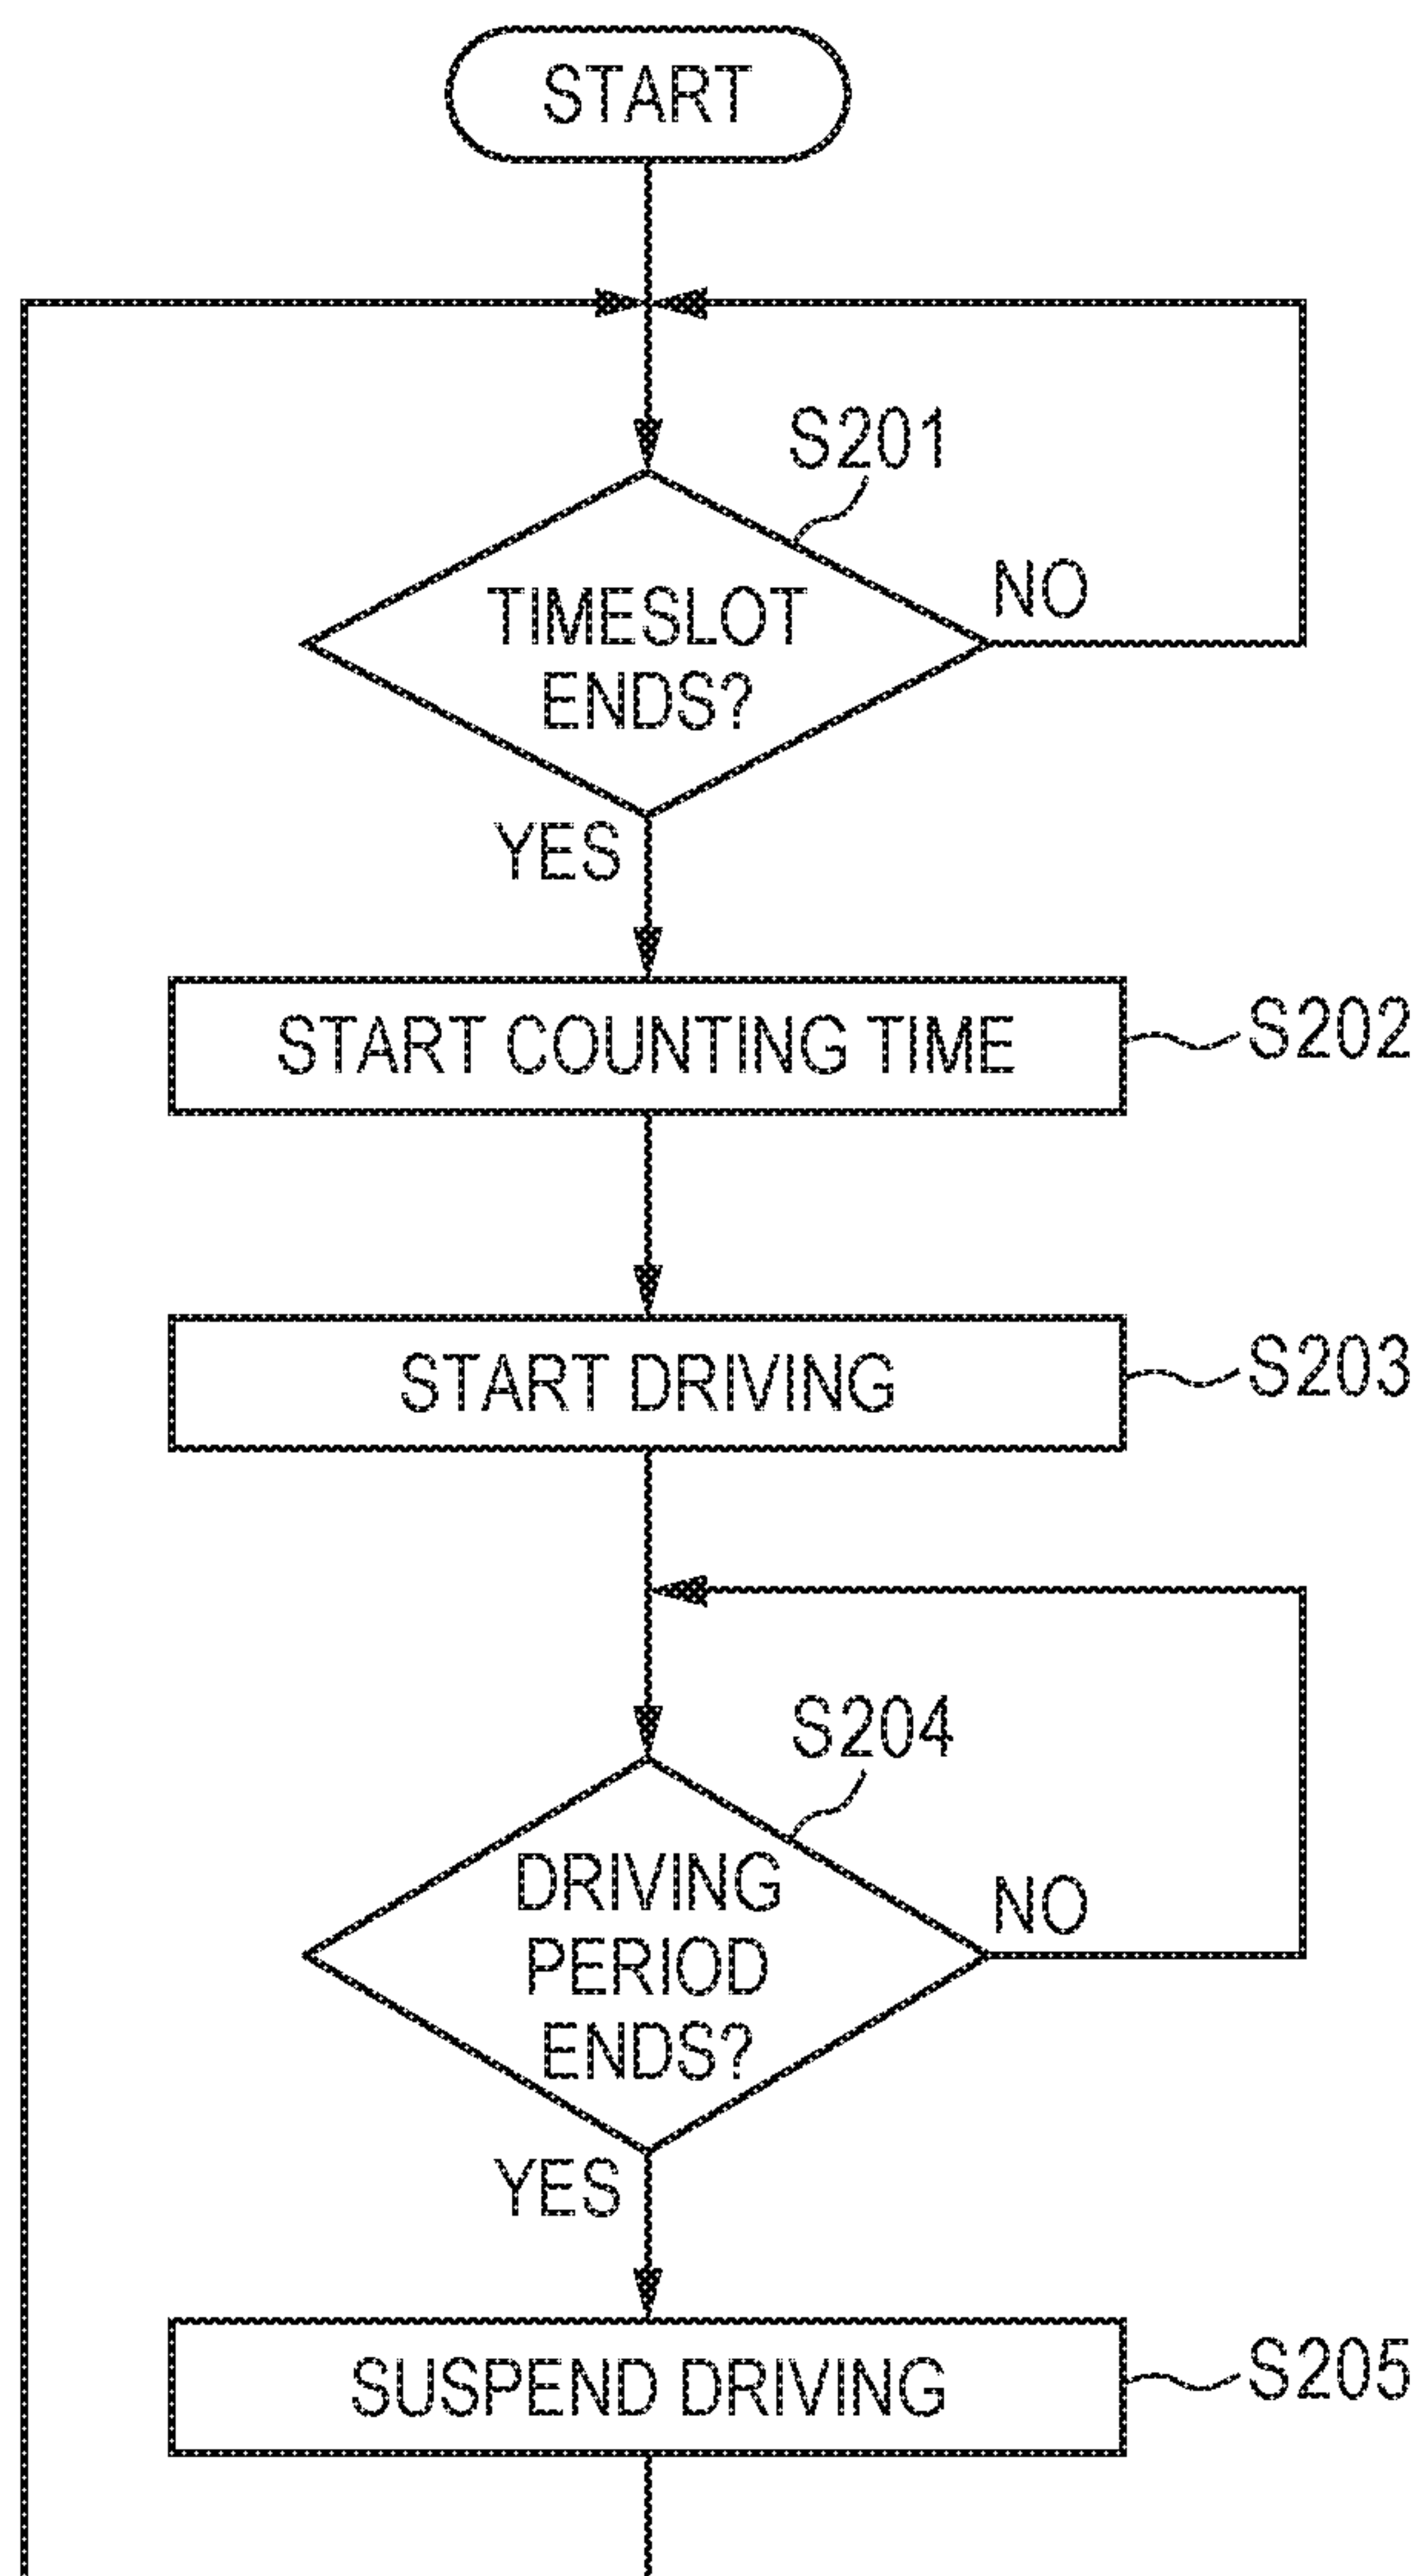 START
S201
TIMESLOT
ENDS?
NO
YES
START COUNTING TIME
S202
START DRIVING
S203
S204
DRIVING
PERIOD
ENDS?
NO
YES
SUSPEND DRIVING
S205